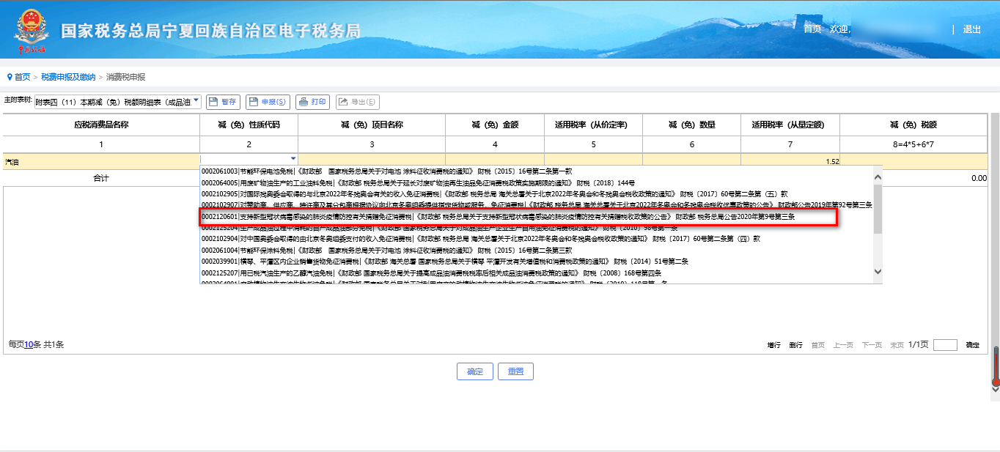 国家税务总局宁夏回族自治区电子税务局
首页 欢迎, | 退出
首页 > 税费申报及缴纳 > 消费税申报
主附表树: 附表四（11）本期减（免）税额明细表（成品油 暂存 申报(S) 打印 导出(E)
应税消费品名称 减（免）性质代码 减（免）项目名称 减（免）金额 适用税率（从价定率） 减（免）数量 适用税率（从量定额） 减（免）税额
1 2 3 4 5 6 7 8=4*5+6*7
汽油 1.52
合计 0.00
0002061003|节能环保电池免税|《财政部 国家税务总局关于对电池 涂料征收消费税的通知》 财税〔2015〕16号第二条第一款
0002064005|用废矿物油生产的工业油料免税|《财政部 税务总局关于延长对废矿物油再生油品免征消费税政策实施期限的通知》 财税〔2018〕144号
0002102905|对国际残奥委会取得的与北京2022年冬残奥会有关的收入免征消费税|《财政部 税务总局 海关总署关于北京2022年冬奥会和冬残奥会税收政策的通知》 财税〔2017〕60号第二条第（五）款
0002102907|对赞助商、供应商、特许商及其分包商根据协议向北京冬奥组委提供指定货物或服务，免征消费税|《财政部 税务总局 海关总署关于北京2022年冬奥会和冬残奥会税收优惠政策的公告》 财政部公告2019年第92号第三条
0002120601|支持新型冠状病毒感染的肺炎疫情防控有关捐赠免征消费税|《财政部 税务总局关于支持新型冠状病毒感染的肺炎疫情防控有关捐赠税收政策的公告》 财政部 税务总局公告2020年第9号第三条
0002125204|生产成品油过程中消耗的自产成品油部分免税|《财政部 国家税务总局关于对成品油生产企业生产自用油免征消费税的通知》 财税〔2010〕98号第一条
0002102904|对中国奥委会取得的由北京冬奥组委支付的收入免征消费税|《财政部 税务总局 海关总署关于北京2022年冬奥会和冬残奥会税收政策的通知》 财税〔2017〕60号第二条第（四）款
0002061004|节能环保涂料免税|《财政部 国家税务总局关于对电池 涂料征收消费税的通知》 财税〔2015〕16号第二条第三款
0002039901|横琴、平潭区内企业销售货物免征消费税|《财政部 海关总署 国家税务总局关于横琴 平潭开发有关增值税和消费税政策的通知》 财税〔2014〕51号第二条
0002125207|用已税汽油生产的乙醇汽油免税|《财政部 国家税务总局关于提高成品油消费税税率后相关成品油消费税政策的通知》 财税〔2008〕168号第四条
每页10条 共1条 增行 删行 首页 上一页 下一页 末页 1/1页 确定
确定 重置